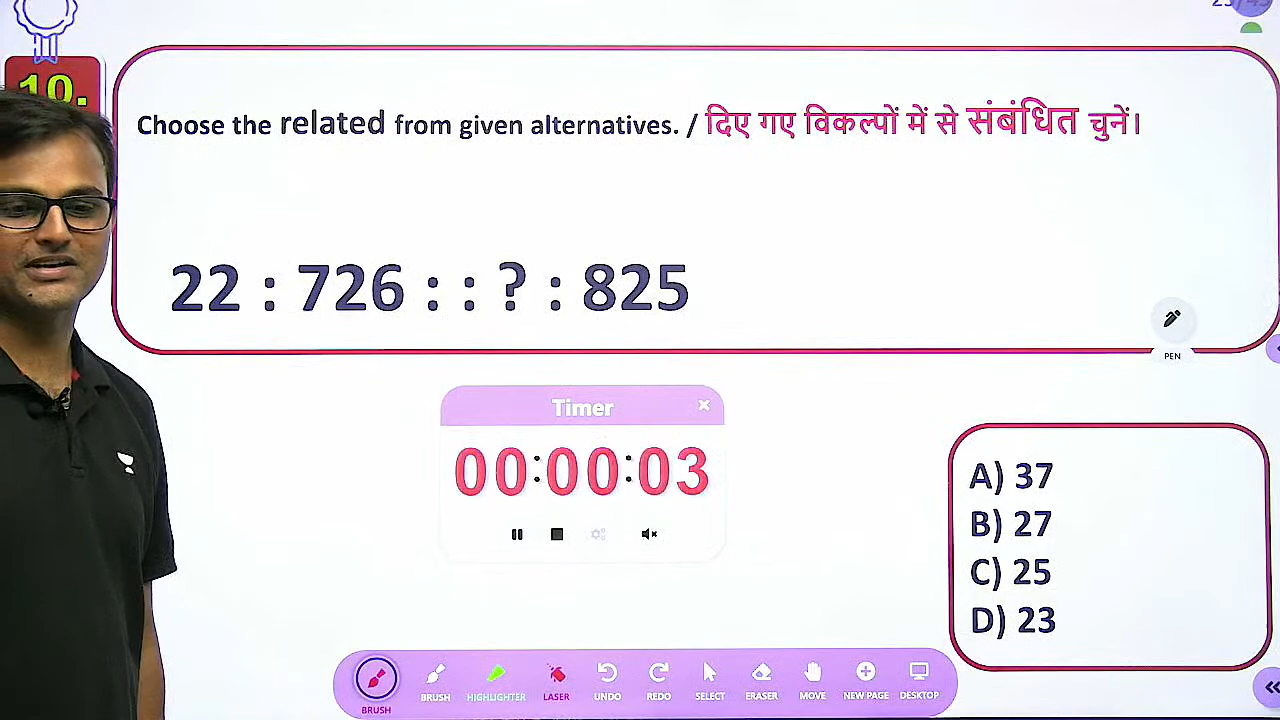 10.
Choose the related from given alternatives. / दिए गए विकल्पों में से संबंधित चुनें।
22 : 726 : : ? : 825
PEN
Timer
00:00:03
A) 37
B) 27
C) 25
D) 23
BRUSH
BRUSH HIGHLIGHTER LASER UNDO REDO SELECT ERASER MOVE NEW PAGE DESKTOP